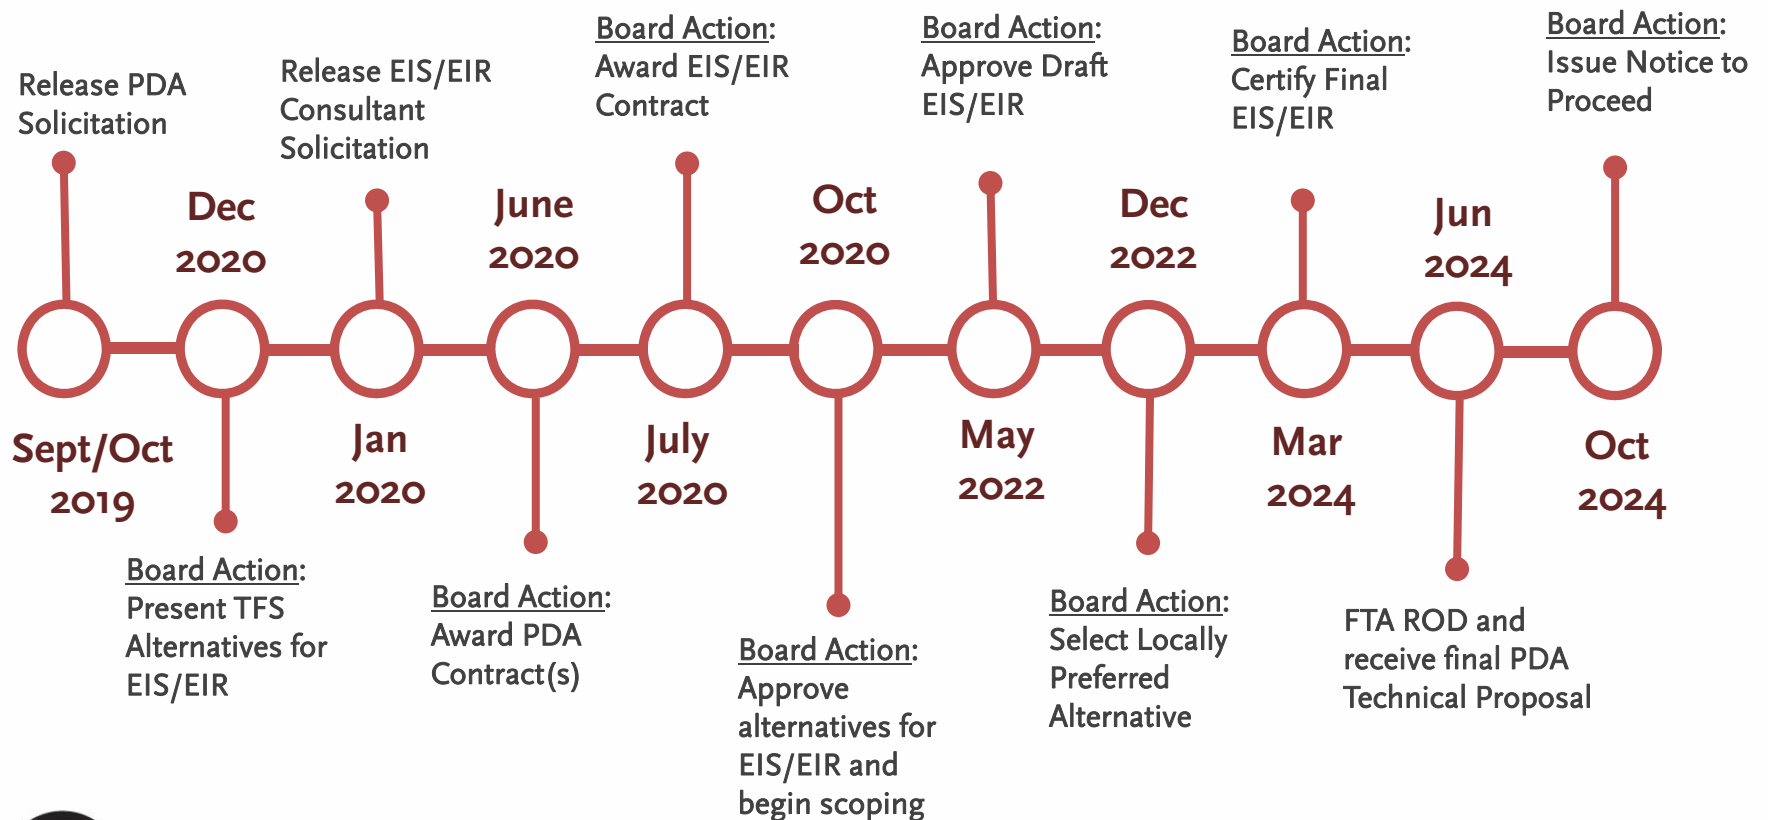 Release PDA
Solicitation
Sept/Oct
2019
Dec
2020
Board Action:
Present TFS
Alternatives for
EIS/EIR
Release EIS/EIR
Consultant
Solicitation
Jan
2020
June
2020
Board Action:
Award PDA
Contract(s)
Board Action:
Award EIS/EIR
Contract
July
2020
Oct
2020
Board Action:
Approve
alternatives for
EIS/EIR and
begin scoping
Board Action:
Approve Draft
EIS/EIR
May
2022
Dec
2022
Board Action:
Select Locally
Preferred
Alternative
Board Action:
Certify Final
EIS/EIR
Mar
2024
Jun
2024
FTA ROD and
receive final PDA
Technical Proposal
Board Action:
Issue Notice to
Proceed
Oct
2024